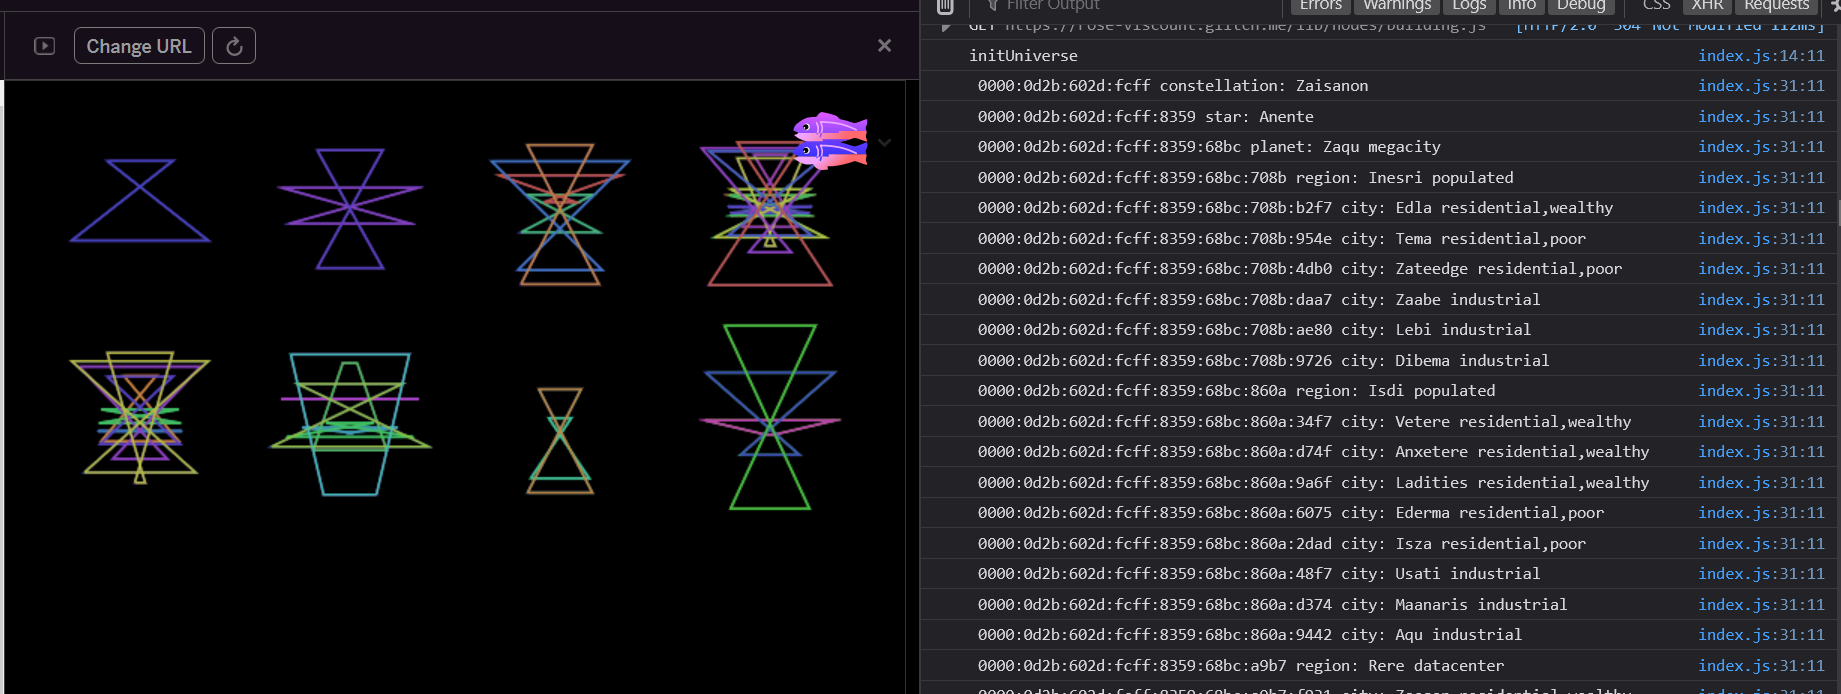 Change URL
Filter Output
Errors Warnings Logs Info Debug CSS XHR Requests
GET https://rose-viscount.glitch.me/lib/nodes/building.js [HTTP/2.0 304 Not Modified 112ms]
initUniverse index.js:14:11
0000:0d2b:602d:fcff constellation: Zaisanon index.js:31:11
0000:0d2b:602d:fcff:8359 star: Anente index.js:31:11
0000:0d2b:602d:fcff:8359:68bc planet: Zaqu megacity index.js:31:11
0000:0d2b:602d:fcff:8359:68bc:708b region: Inesri populated index.js:31:11
0000:0d2b:602d:fcff:8359:68bc:708b:b2f7 city: Edla residential,wealthy index.js:31:11
0000:0d2b:602d:fcff:8359:68bc:708b:954e city: Tema residential,poor index.js:31:11
0000:0d2b:602d:fcff:8359:68bc:708b:4db0 city: Zateedge residential,poor index.js:31:11
0000:0d2b:602d:fcff:8359:68bc:708b:daa7 city: Zaabe industrial index.js:31:11
0000:0d2b:602d:fcff:8359:68bc:708b:ae80 city: Lebi industrial index.js:31:11
0000:0d2b:602d:fcff:8359:68bc:708b:9726 city: Dibema industrial index.js:31:11
0000:0d2b:602d:fcff:8359:68bc:860a region: Isdi populated index.js:31:11
0000:0d2b:602d:fcff:8359:68bc:860a:34f7 city: Vetere residential,wealthy index.js:31:11
0000:0d2b:602d:fcff:8359:68bc:860a:d74f city: Anxetere residential,wealthy index.js:31:11
0000:0d2b:602d:fcff:8359:68bc:860a:9a6f city: Ladities residential,wealthy index.js:31:11
0000:0d2b:602d:fcff:8359:68bc:860a:6075 city: Ederma residential,poor index.js:31:11
0000:0d2b:602d:fcff:8359:68bc:860a:2dad city: Isza residential,poor index.js:31:11
0000:0d2b:602d:fcff:8359:68bc:860a:48f7 city: Usati industrial index.js:31:11
0000:0d2b:602d:fcff:8359:68bc:860a:d374 city: Maanaris industrial index.js:31:11
0000:0d2b:602d:fcff:8359:68bc:860a:9442 city: Aqu industrial index.js:31:11
0000:0d2b:602d:fcff:8359:68bc:a9b7 region: Rere datacenter index.js:31:11